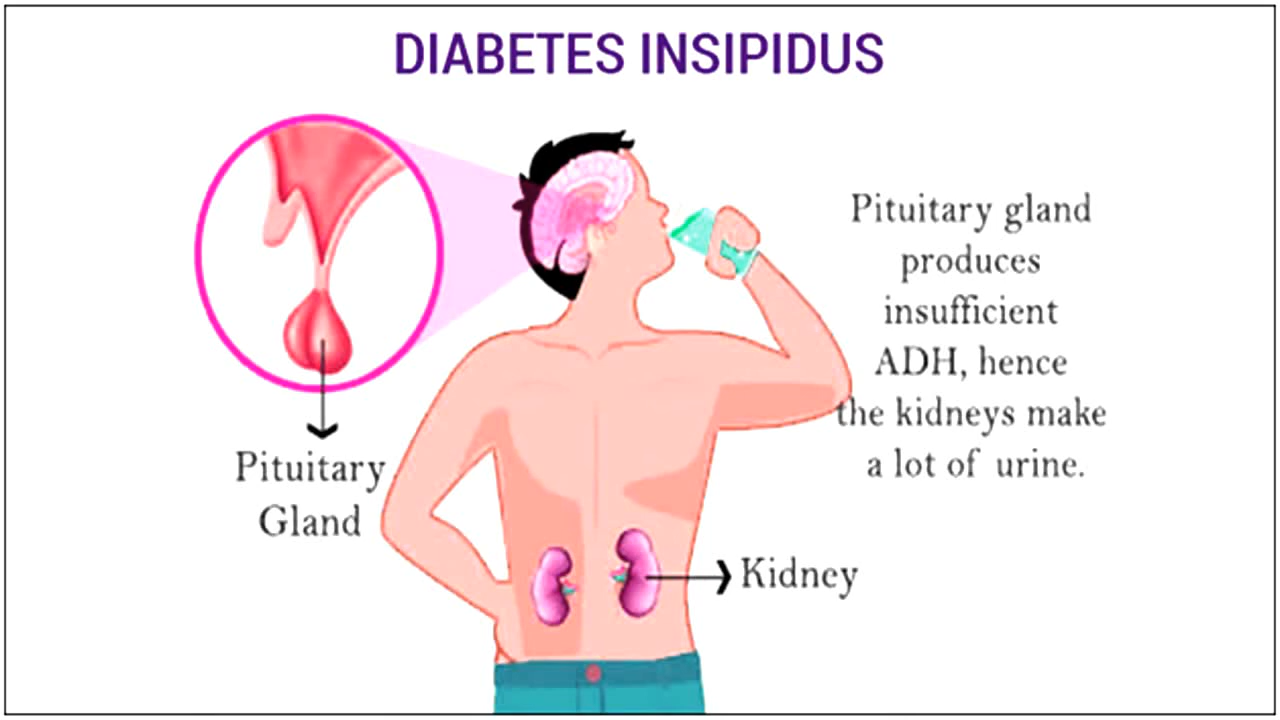 DIABETES INSIPIDUS
Pituitary
Gland
Pituitary gland
produces
insufficient
ADH, hence
the kidneys make
a lot of urine.
Kidney